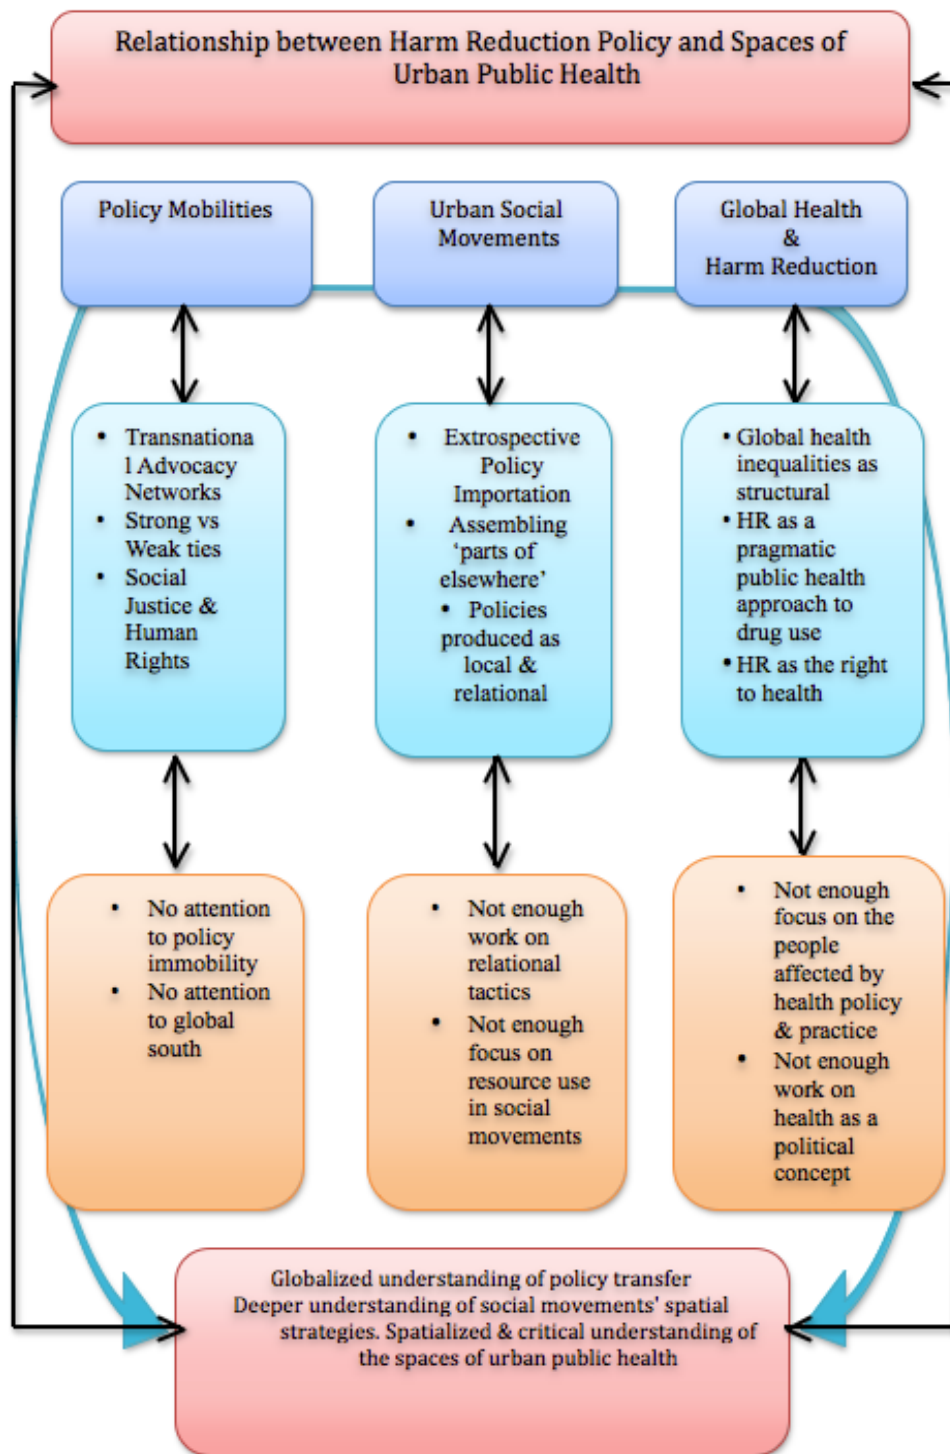 Relationship between Harm Reduction Policy and Spaces of
Urban Public Health
Policy Mobilities
Urban Social
Movements
Global Health
&
Harm Reduction
• Transnationa
l Advocacy
Networks
• Strong vs
Weak ties
• Social
Justice &
Human
Rights
• Extrospective
Policy
Importation
• Assembling
‘parts of
elsewhere’
• Policies
produced as
local &
relational
• Global health
inequalities as
structural
• HR as a
pragmatic
public health
approach to
drug use
• HR as the right
to health
• No attention
to policy
immobility
• No attention
to global
south
• Not enough
work on
relational
tactics
• Not enough
focus on
resource use
in social
movements
• Not enough
focus on the
people
affected by
health policy
& practice
• Not enough
work on
health as a
political
concept
Globalized understanding of policy transfer
Deeper understanding of social movements' spatial
strategies. Spatialized & critical understanding of
the spaces of urban public health